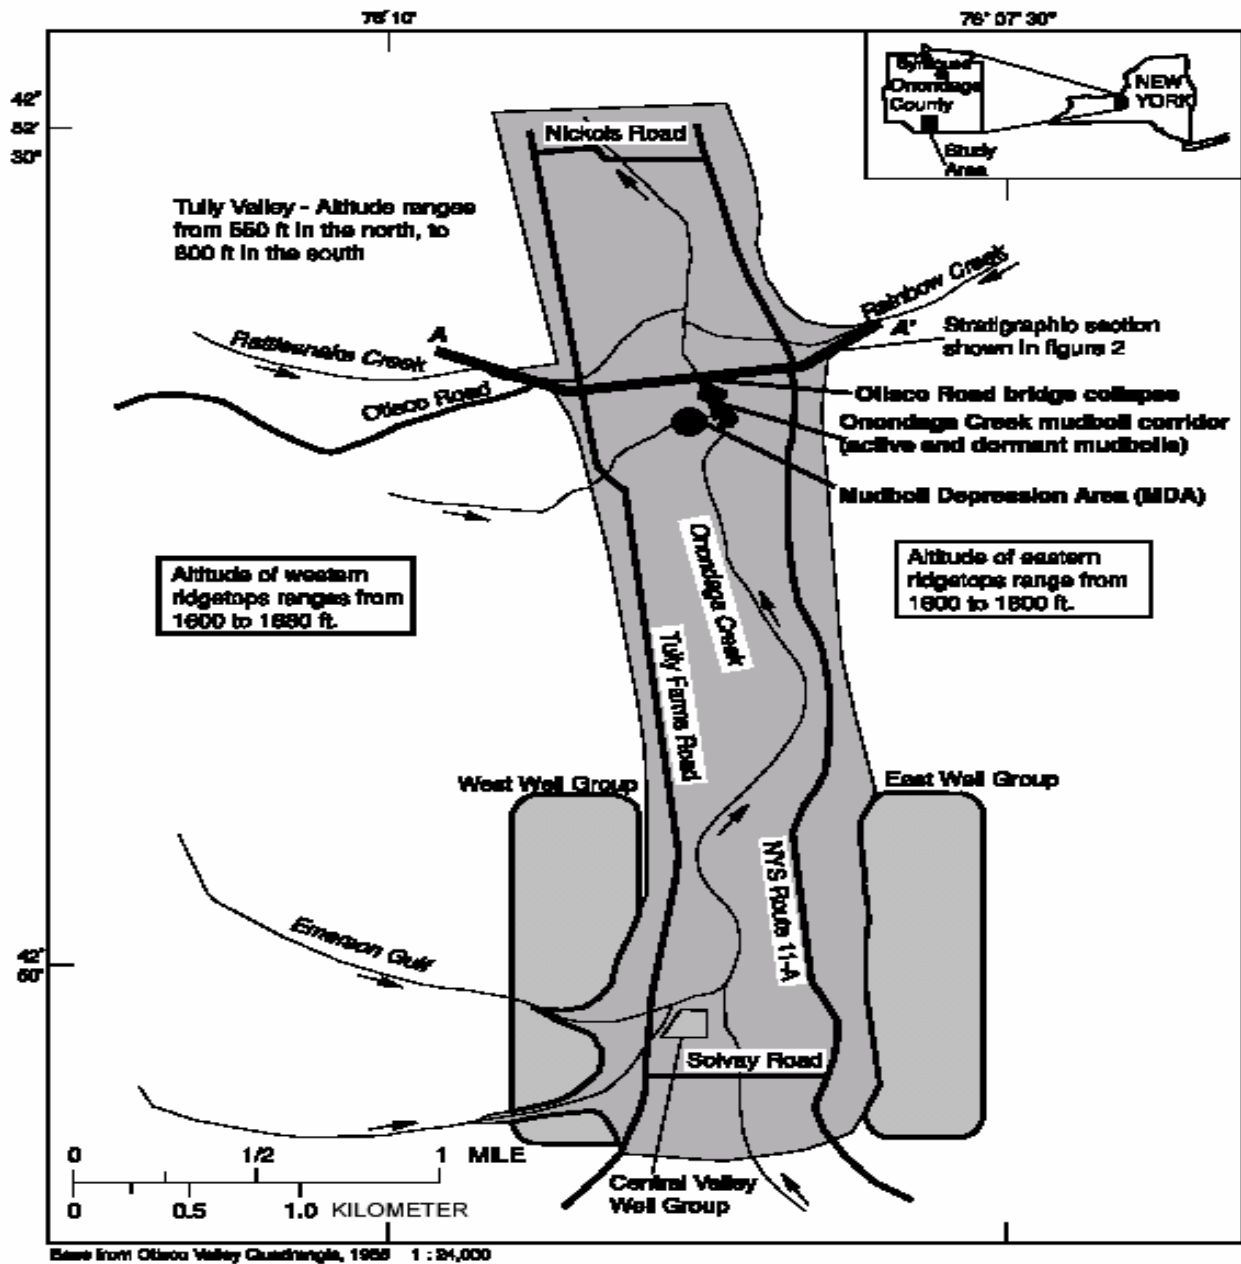 76°10'
76° 07' 30"
42°
52'
30"
Syracuse
Onondaga
County
NEW
YORK
Study
Area
Nickols Road
Tully Valley - Altitude ranges
from 550 ft in the north, to
800 ft in the south
Rattlesnake Creek
A
Otisco Road
Rainbow Creek
A'
Stratigraphic section
shown in figure 2
Otisco Road bridge collapse
Onondaga Creek mudboil corridor
(active and dormant mudboils)
Mudboil Depression Area (MDA)
Onondaga Creek
Altitude of western
ridgetops ranges from
1600 to 1680 ft.
Altitude of eastern
ridgetops range from
1600 to 1800 ft.
Tully Farms Road
West Well Group
East Well Group
NYS Route 11-A
Emerson Gulf
42°
50'
Solvay Road
Central Valley
Well Group
0 1/2 1 MILE
0 0.5 1.0 KILOMETER
Base from Otisco Valley Quadrangle, 1955 1 : 24,000